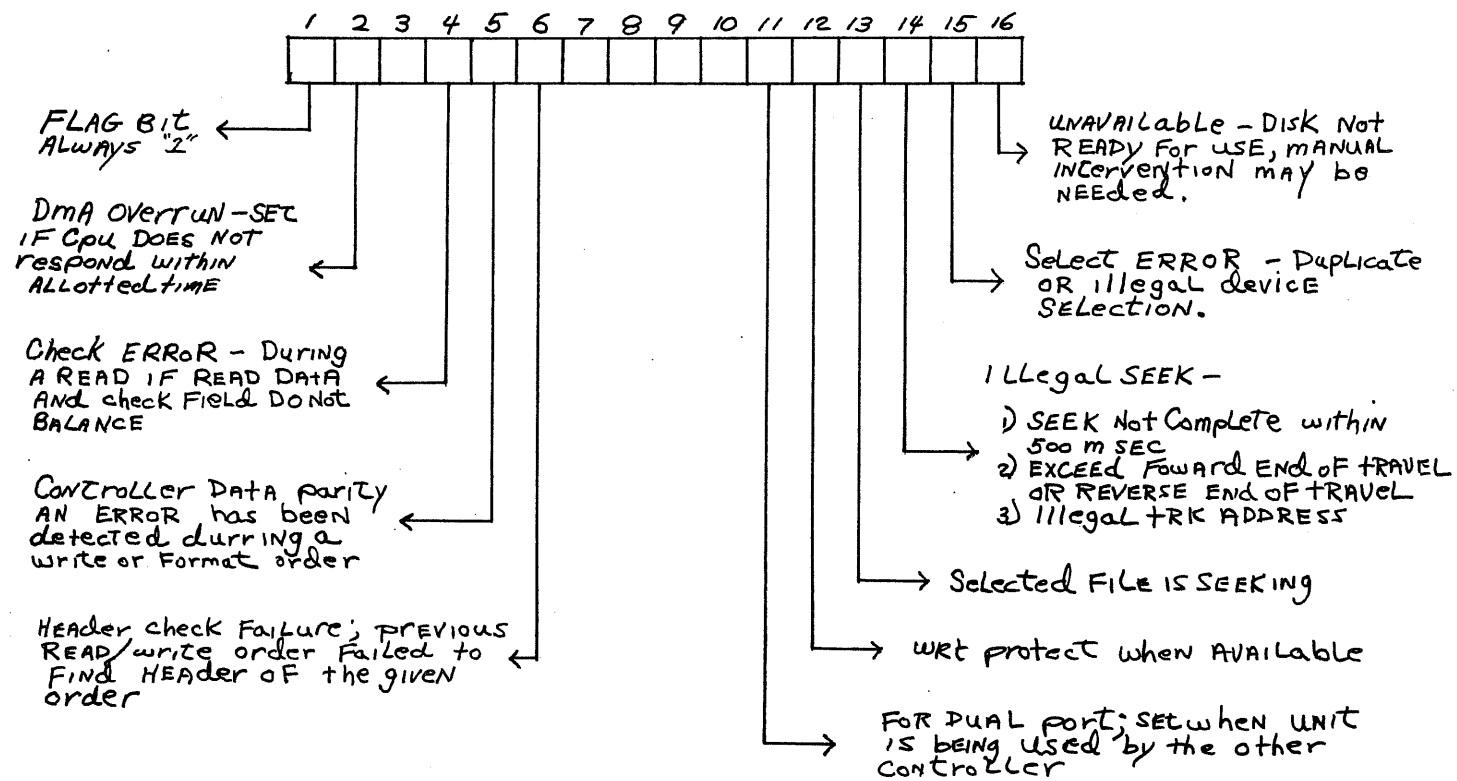 1 2 3 4 5 6 7 8 9 10 11 12 13 14 15 16
FLAG Bit
ALWAYS "1"
DMA OverruN - SET
IF Cpu DOES NOT
respond within
ALLotted time
Check ERROR - During
A READ IF READ DATA
AND check FIELD DO NOT
BALANCE
CONTROLLER DATA parity
AN ERROR has been
detected durring a
write or Format order
HEAder check FAILURE; PREVIOUS
READ/write order Failed to
FIND HEAder OF the given
order
UNAVAILABLE - DISK NOT
READY For USE, MANUAL
INtervention MAY be
NEEded.
Select ERROR - DupLicate
OR illegal device
SELection.
ILLegal SEEK -
1) SEEK Not CompLete within
500 m SEC
2) EXCEED Foward End OF tRAVEL
OR REVERSE End OF tRAVEL
3) Illegal tRK ADDRESS
Selected FILE IS SEEKING
WRt protect when AVAILable
FOR DUAL port; SET when UNIT
IS BEING used by the other
CONtroLLER